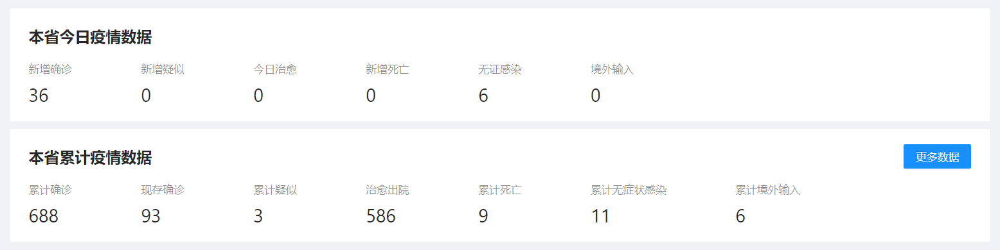 本省今日疫情数据
新增确诊 新增疑似 今日治愈 新增死亡 无证感染 境外输入
36 0 0 0 6 0
本省累计疫情数据 更多数据
累计确诊 现存确诊 累计疑似 治愈出院 累计死亡 累计无症状感染 累计境外输入
688 93 3 586 9 11 6